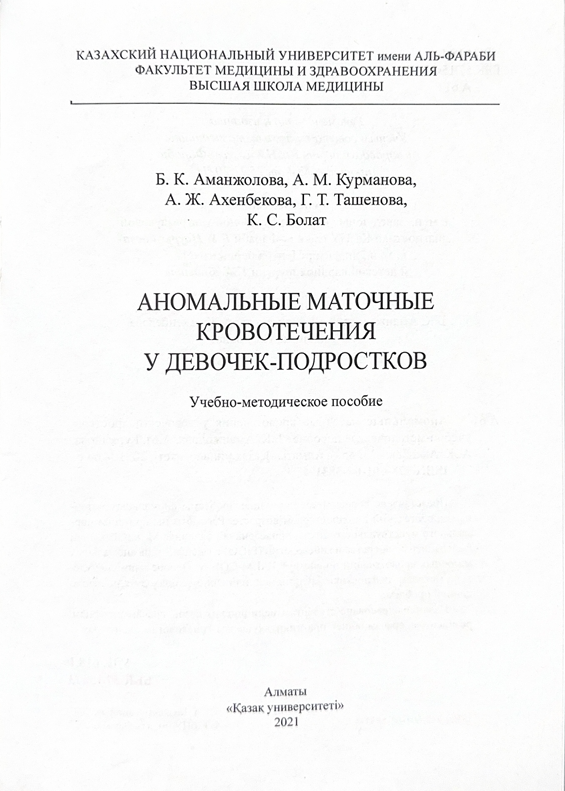 КАЗАХСКИЙ НАЦИОНАЛЬНЫЙ УНИВЕРСИТЕТ имени АЛЬ-ФАРАБИ
ФАКУЛЬТЕТ МЕДИЦИНЫ И ЗДРАВООХРАНЕНИЯ
ВЫСШАЯ ШКОЛА МЕДИЦИНЫ
Б. К. Аманжолова, А. М. Курманова,
А. Ж. Ахенбекова, Г. Т. Ташенова,
К. С. Болат
АНОМАЛЬНЫЕ МАТОЧНЫЕ
КРОВОТЕЧЕНИЯ
У ДЕВОЧЕК-ПОДРОСТКОВ
Учебно-методическое пособие
Алматы
«Қазақ университеті»
2021